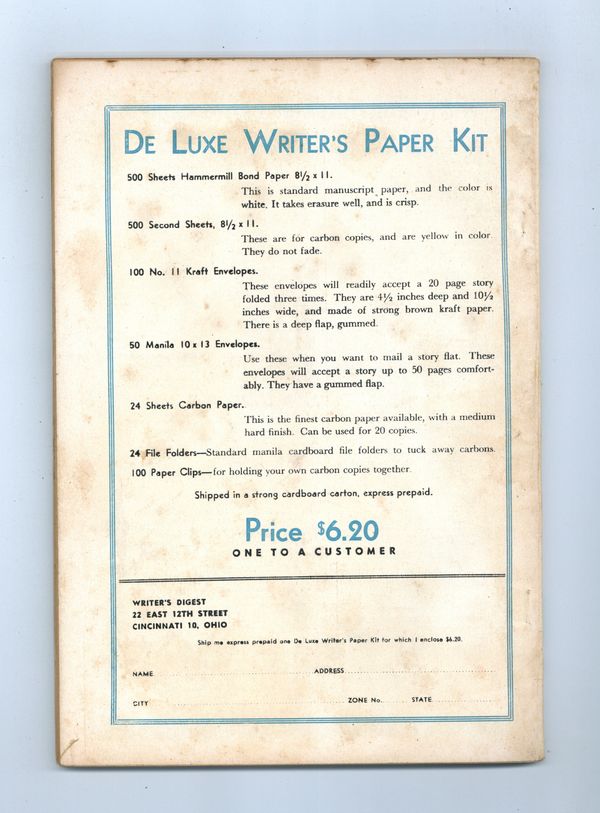 DE LUXE WRITER'S PAPER KIT
500 Sheets Hammermill Bond Paper 8½ x 11.
This is standard manuscript paper, and the color is
white. It takes erasure well, and is crisp.
500 Second Sheets, 8½ x 11.
These are for carbon copies, and are yellow in color.
They do not fade.
100 No. 11 Kraft Envelopes.
These envelopes will readily accept a 20 page story
folded three times. They are 4½ inches deep and 10½
inches wide, and made of strong brown kraft paper.
There is a deep flap, gummed.
50 Manila 10 x 13 Envelopes.
Use these when you want to mail a story flat. These
envelopes will accept a story up to 50 pages comfort-
ably. They have a gummed flap.
24 Sheets Carbon Paper.
This is the finest carbon paper available, with a medium
hard finish. Can be used for 20 copies.
24 File Folders—Standard manila cardboard file folders to tuck away carbons.
100 Paper Clips—for holding your own carbon copies together.
Shipped in a strong cardboard carton, express prepaid.
Price $6.20
ONE TO A CUSTOMER
WRITER'S DIGEST
22 EAST 12TH STREET
CINCINNATI 10, OHIO
Ship me express prepaid one De Luxe Writer's Paper Kit for which I enclose $6.20.
NAME ADDRESS
CITY ZONE No. STATE